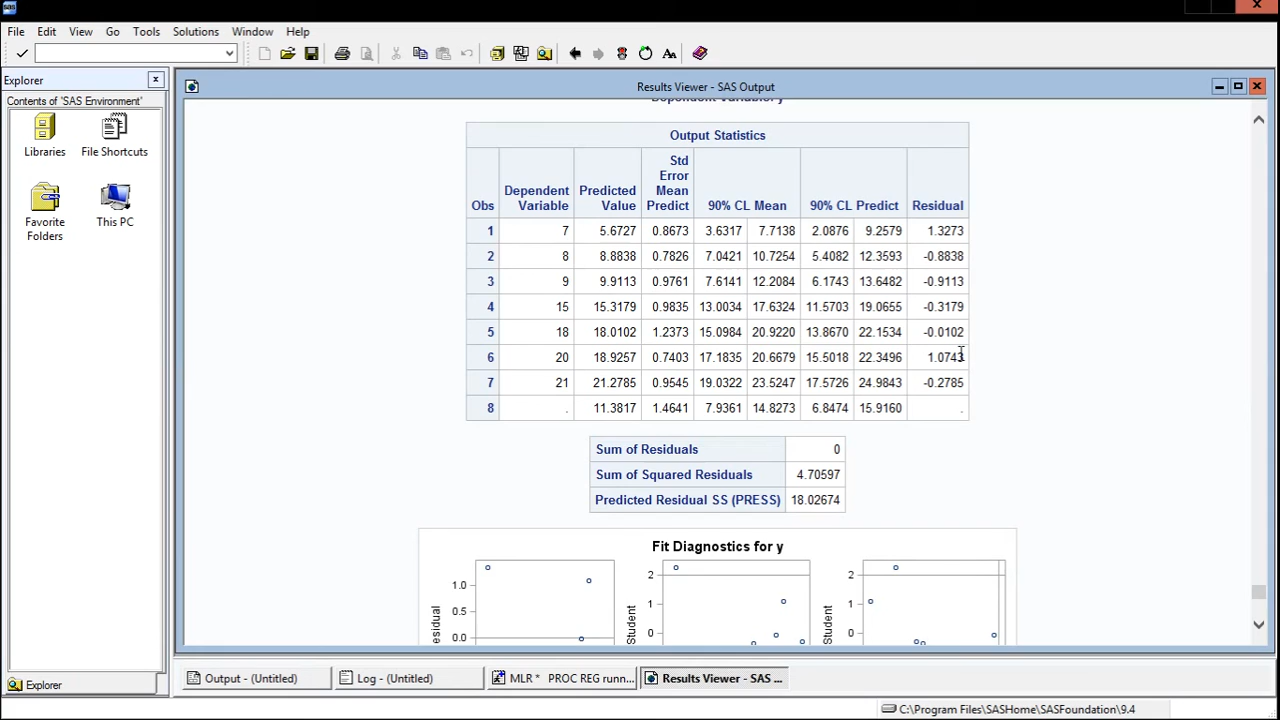 sas
File Edit View Go Tools Solutions Window Help
Explorer
Contents of 'SAS Environment'
Libraries File Shortcuts
Favorite Folders This PC
Results Viewer - SAS Output
Dependent Variable: y
Output Statistics
Obs Dependent Variable Predicted Value Std Error Mean Predict 90% CL Mean 90% CL Predict Residual
1 7 5.6727 0.8673 3.6317 7.7138 2.0876 9.2579 1.3273
2 8 8.8838 0.7826 7.0421 10.7254 5.4082 12.3593 -0.8838
3 9 9.9113 0.9761 7.6141 12.2084 6.1743 13.6482 -0.9113
4 15 15.3179 0.9835 13.0034 17.6324 11.5703 19.0655 -0.3179
5 18 18.0102 1.2373 15.0984 20.9220 13.8670 22.1534 -0.0102
6 20 18.9257 0.7403 17.1835 20.6679 15.5018 22.3496 1.0743
7 21 21.2785 0.9545 19.0322 23.5247 17.5726 24.9843 -0.2785
8 . 11.3817 1.4641 7.9361 14.8273 6.8474 15.9160 .
Sum of Residuals 0
Sum of Squared Residuals 4.70597
Predicted Residual SS (PRESS) 18.02674
Fit Diagnostics for y
1.0 0.5 0.0 esidual
2 1 0 Student
2 1 0 Student
Explorer
Output - (Untitled) Log - (Untitled) MLR * PROC REG runn... Results Viewer - SAS ...
C:\Program Files\SASHome\SASFoundation\9.4